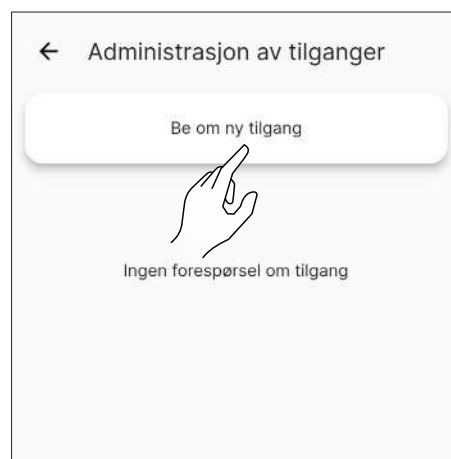 Administrasjon av tilganger
Be om ny tilgang
Ingen forespørsel om tilgang